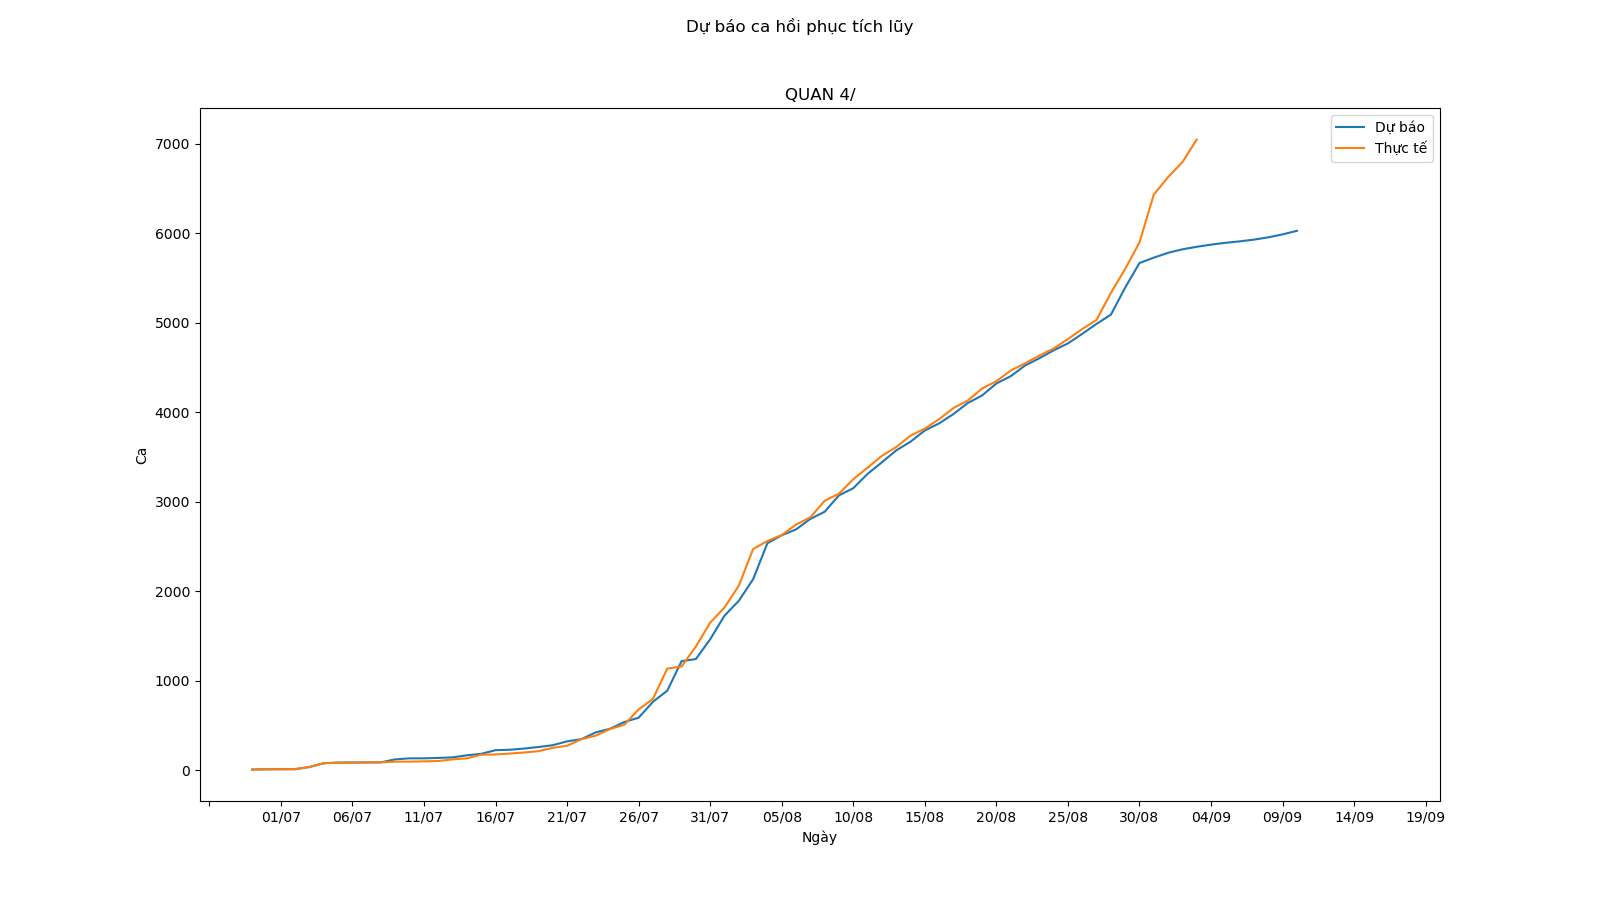 Dự báo ca hồi phục tích lũy
QUAN 4/
Dự báo
Thực tế
7000
6000
5000
4000
3000
2000
1000
0
Ca
01/07 06/07 11/07 16/07 21/07 26/07 31/07 05/08 10/08 15/08 20/08 25/08 30/08 04/09 09/09 14/09 19/09
Ngày